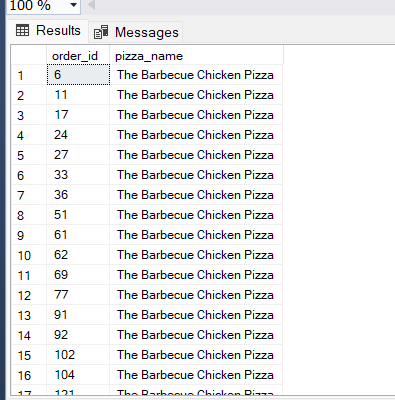 100 %
Results Messages
order_id pizza_name
1 6 The Barbecue Chicken Pizza
2 11 The Barbecue Chicken Pizza
3 17 The Barbecue Chicken Pizza
4 24 The Barbecue Chicken Pizza
5 27 The Barbecue Chicken Pizza
6 33 The Barbecue Chicken Pizza
7 36 The Barbecue Chicken Pizza
8 51 The Barbecue Chicken Pizza
9 61 The Barbecue Chicken Pizza
10 62 The Barbecue Chicken Pizza
11 69 The Barbecue Chicken Pizza
12 77 The Barbecue Chicken Pizza
13 91 The Barbecue Chicken Pizza
14 92 The Barbecue Chicken Pizza
15 102 The Barbecue Chicken Pizza
16 104 The Barbecue Chicken Pizza
17 121 The Barbecue Chicken Pizza